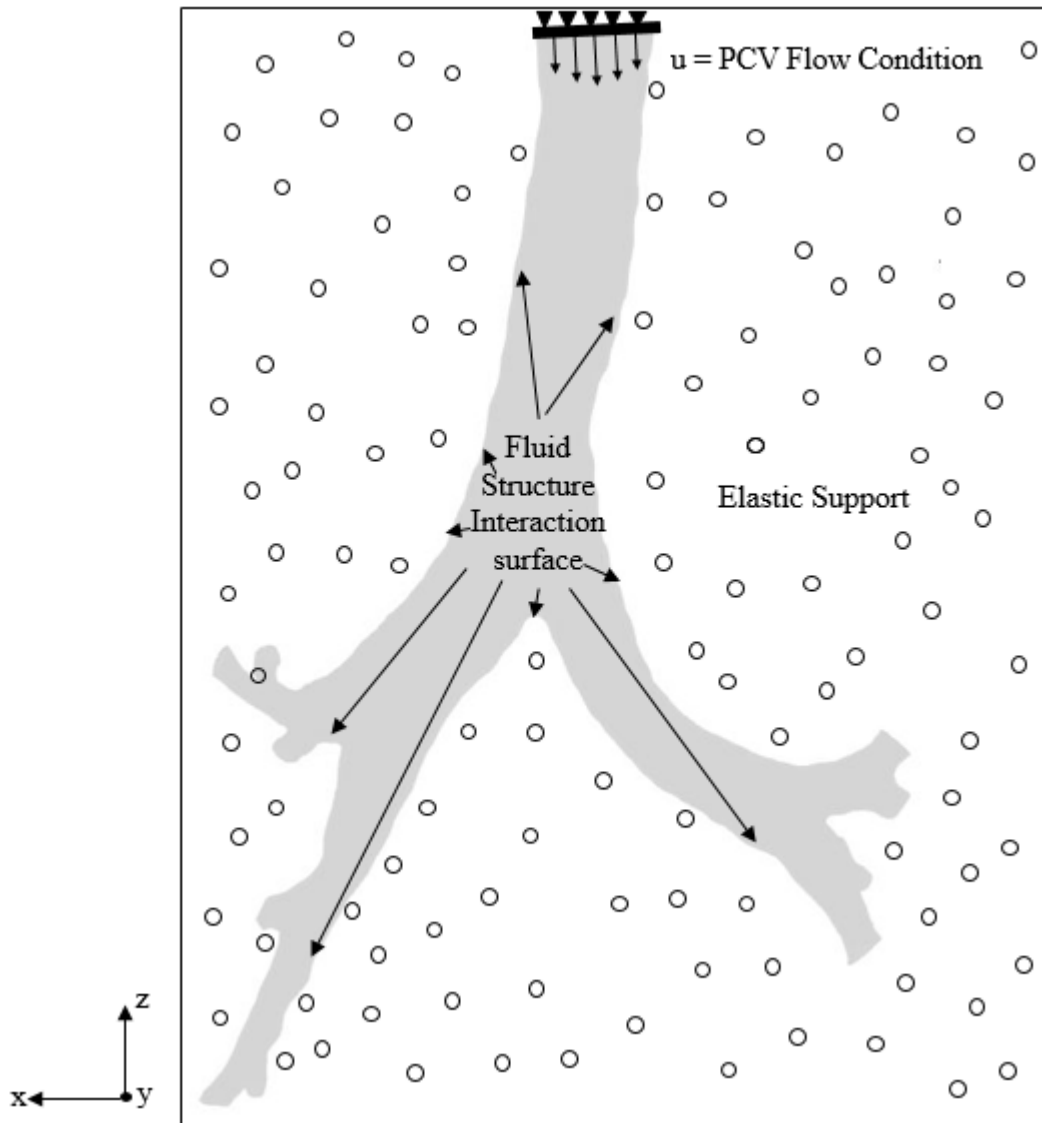 u = PCV Flow Condition
Fluid
Structure
Interaction
surface
Elastic Support
z
x
y